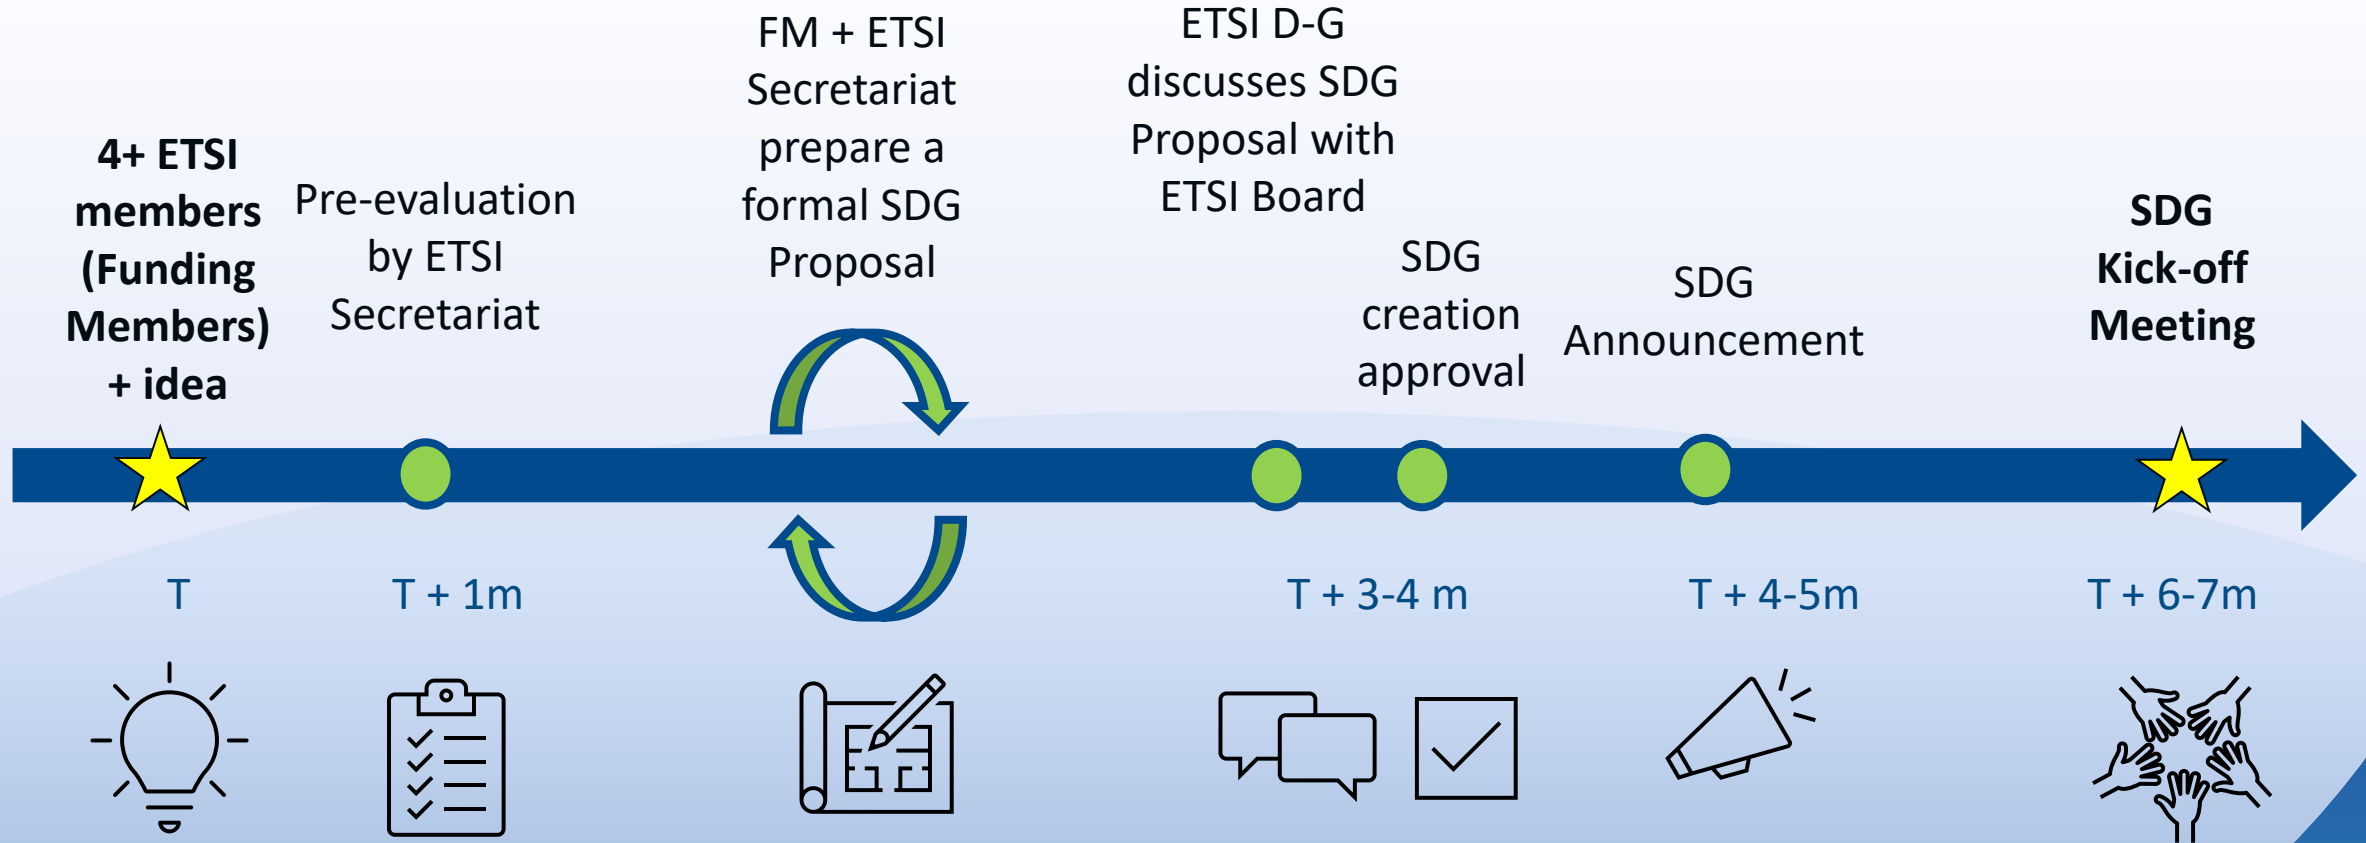 4+ ETSI
members
(Funding
Members)
+ idea
Pre-evaluation
by ETSI
Secretariat
FM + ETSI
Secretariat
prepare a
formal SDG
Proposal
ETSI D-G
discusses SDG
Proposal with
ETSI Board
SDG
creation
approval
SDG
Announcement
SDG
Kick-off
Meeting
T
T + 1m
T + 3-4 m
T + 4-5m
T + 6-7m